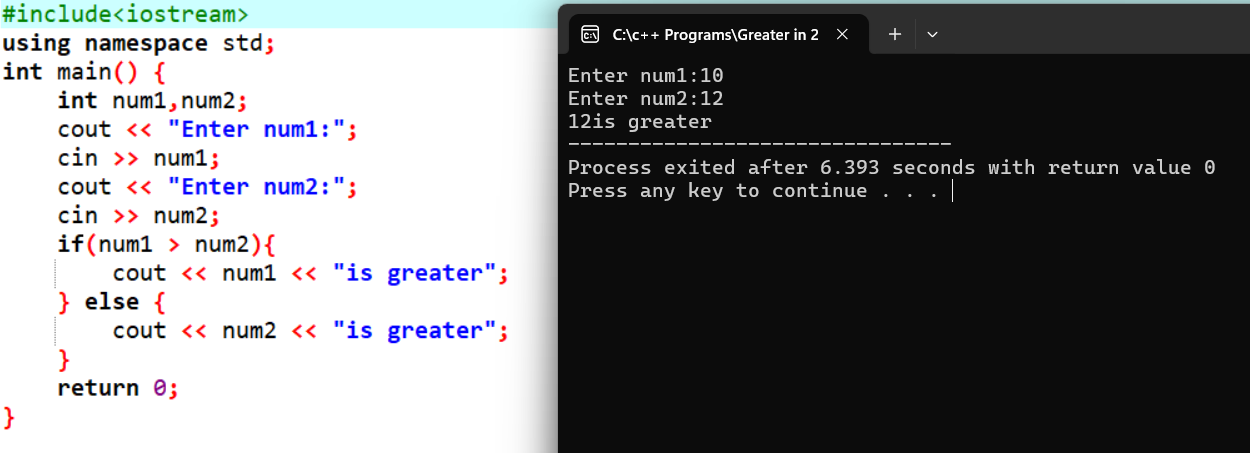 #include<iostream>
using namespace std;
int main() {
    int num1,num2;
    cout << "Enter num1:";
    cin >> num1;
    cout << "Enter num2:";
    cin >> num2;
    if(num1 > num2){
        cout << num1 << "is greater";
    } else {
        cout << num2 << "is greater";
    }
    return 0;
}
C:\c++ Programs\Greater in 2
Enter num1:10
Enter num2:12
12is greater
--------------------------------
Process exited after 6.393 seconds with return value 0
Press any key to continue . . .